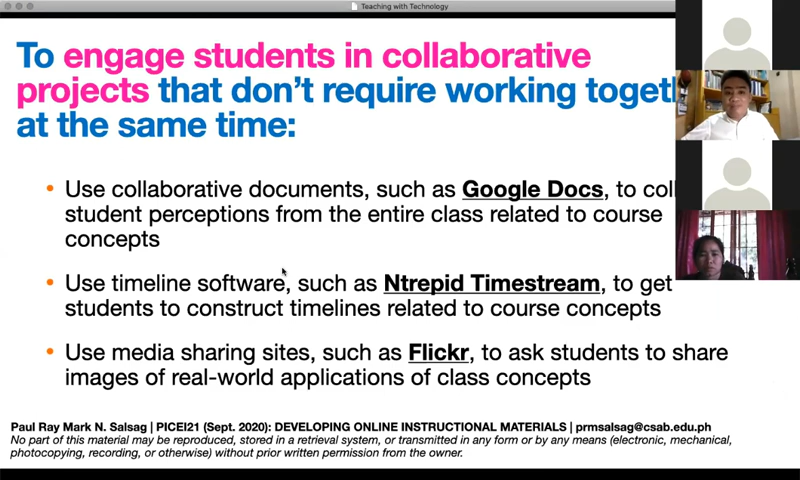 Teaching with Technology
To engage students in collaborative
projects that don't require working
at the same time:
• Use collaborative documents, such as Google Docs, to
student perceptions from the entire class related to course
concepts
• Use timeline software, such as Ntrepid Timestream, to get
students to construct timelines related to course concepts
• Use media sharing sites, such as Flickr, to ask students to share
images of real-world applications of class concepts
Paul Ray Mark N. Salsag | PICEI21 (Sept. 2020): DEVELOPING ONLINE INSTRUCTIONAL MATERIALS | prmsalsag@csab.edu.ph
No part of this material may be reproduced, stored in a retrieval system, or transmitted in any form or by any means (electronic, mechanical,
photocopying, recording, or otherwise) without prior written permission from the owner.